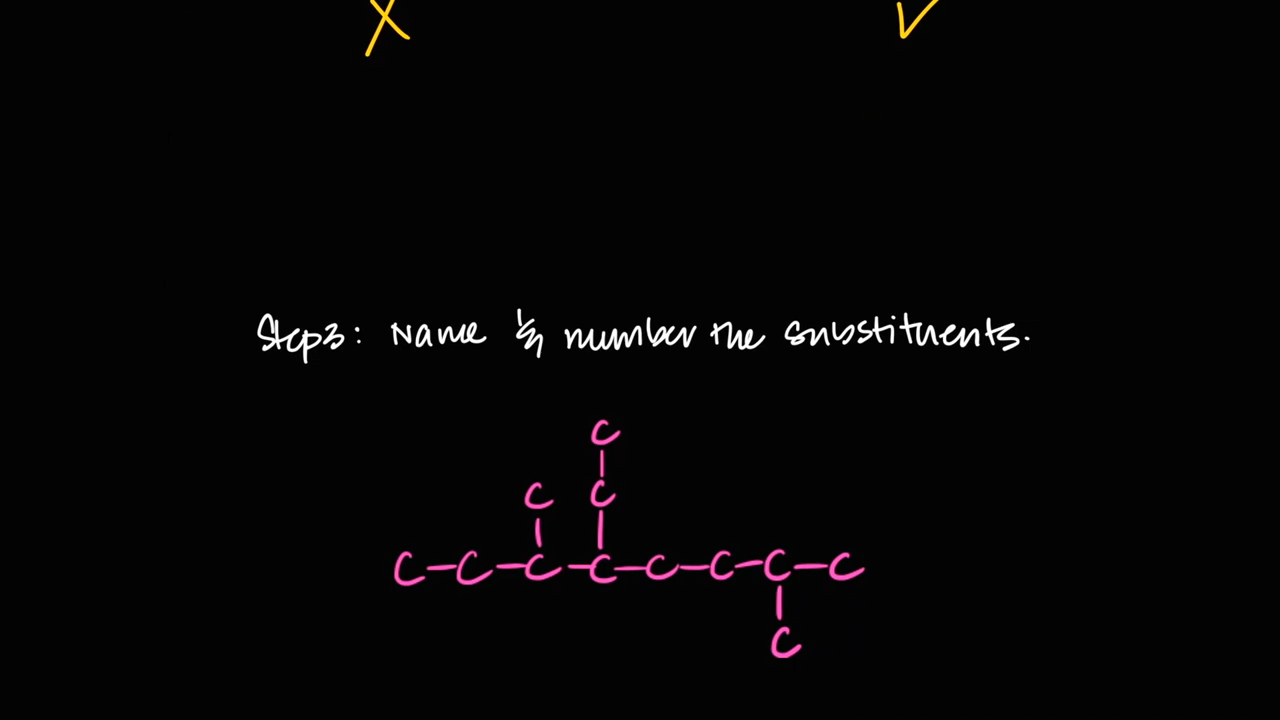 Step3: Name & number the substituents.
C
C C
C-C-C-C-C-C-C-C
C